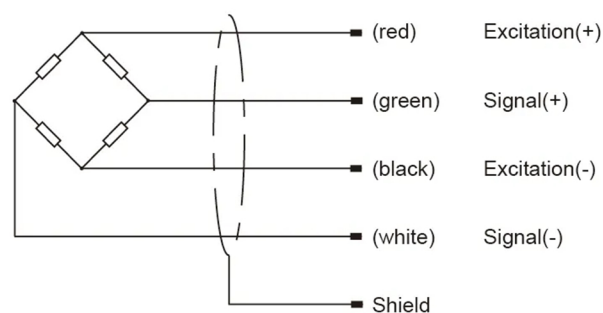 (red) Excitation(+)
(green) Signal(+)
(black) Excitation(-)
(white) Signal(-)
Shield